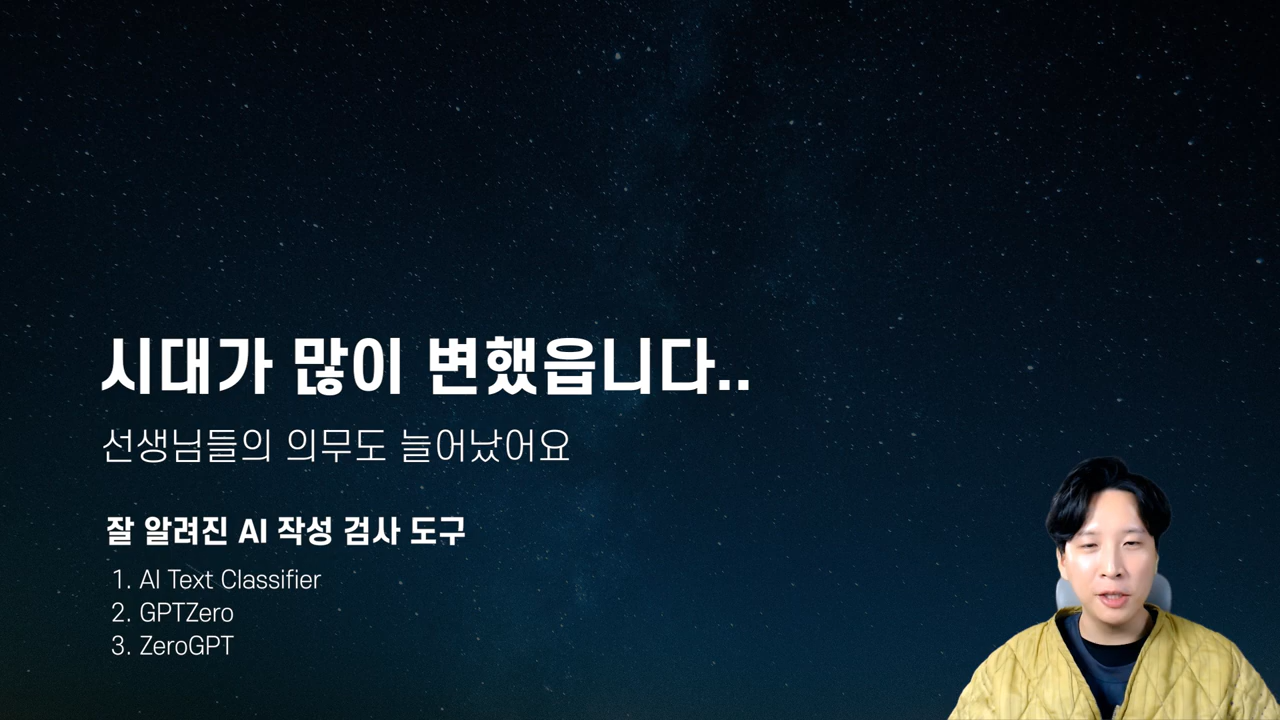 시대가 많이 변했읍니다..
선생님들의 의무도 늘어났어요
잘 알려진 AI 작성 검사 도구
1. AI Text Classifier
2. GPTZero
3. ZeroGPT